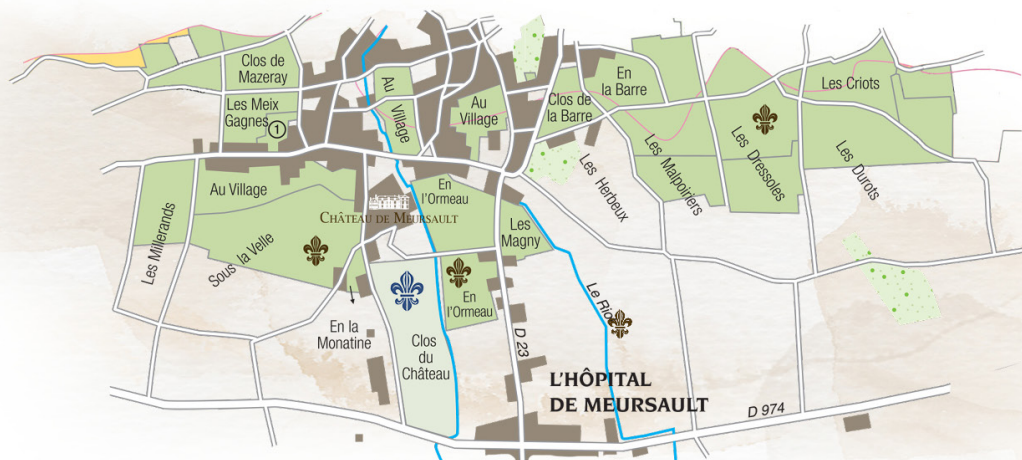 Clos de
Mazeray
Les Meix
Gagnes
1
Au Village
Au
Village
Clos de
la Barre
En
la Barre
Les Criots
Au Village
En
l'Ormeau
CHÂTEAU DE MEURSAULT
Les
Magny
Les Herbeux
Les Malpoiriers
Les Dressoles
Les Durots
Les Millerands
Sous la Velle
En la
Monatine
Clos
du
Château
En
l'Ormeau
D 23
L'HÔPITAL
DE MEURSAULT
D 974